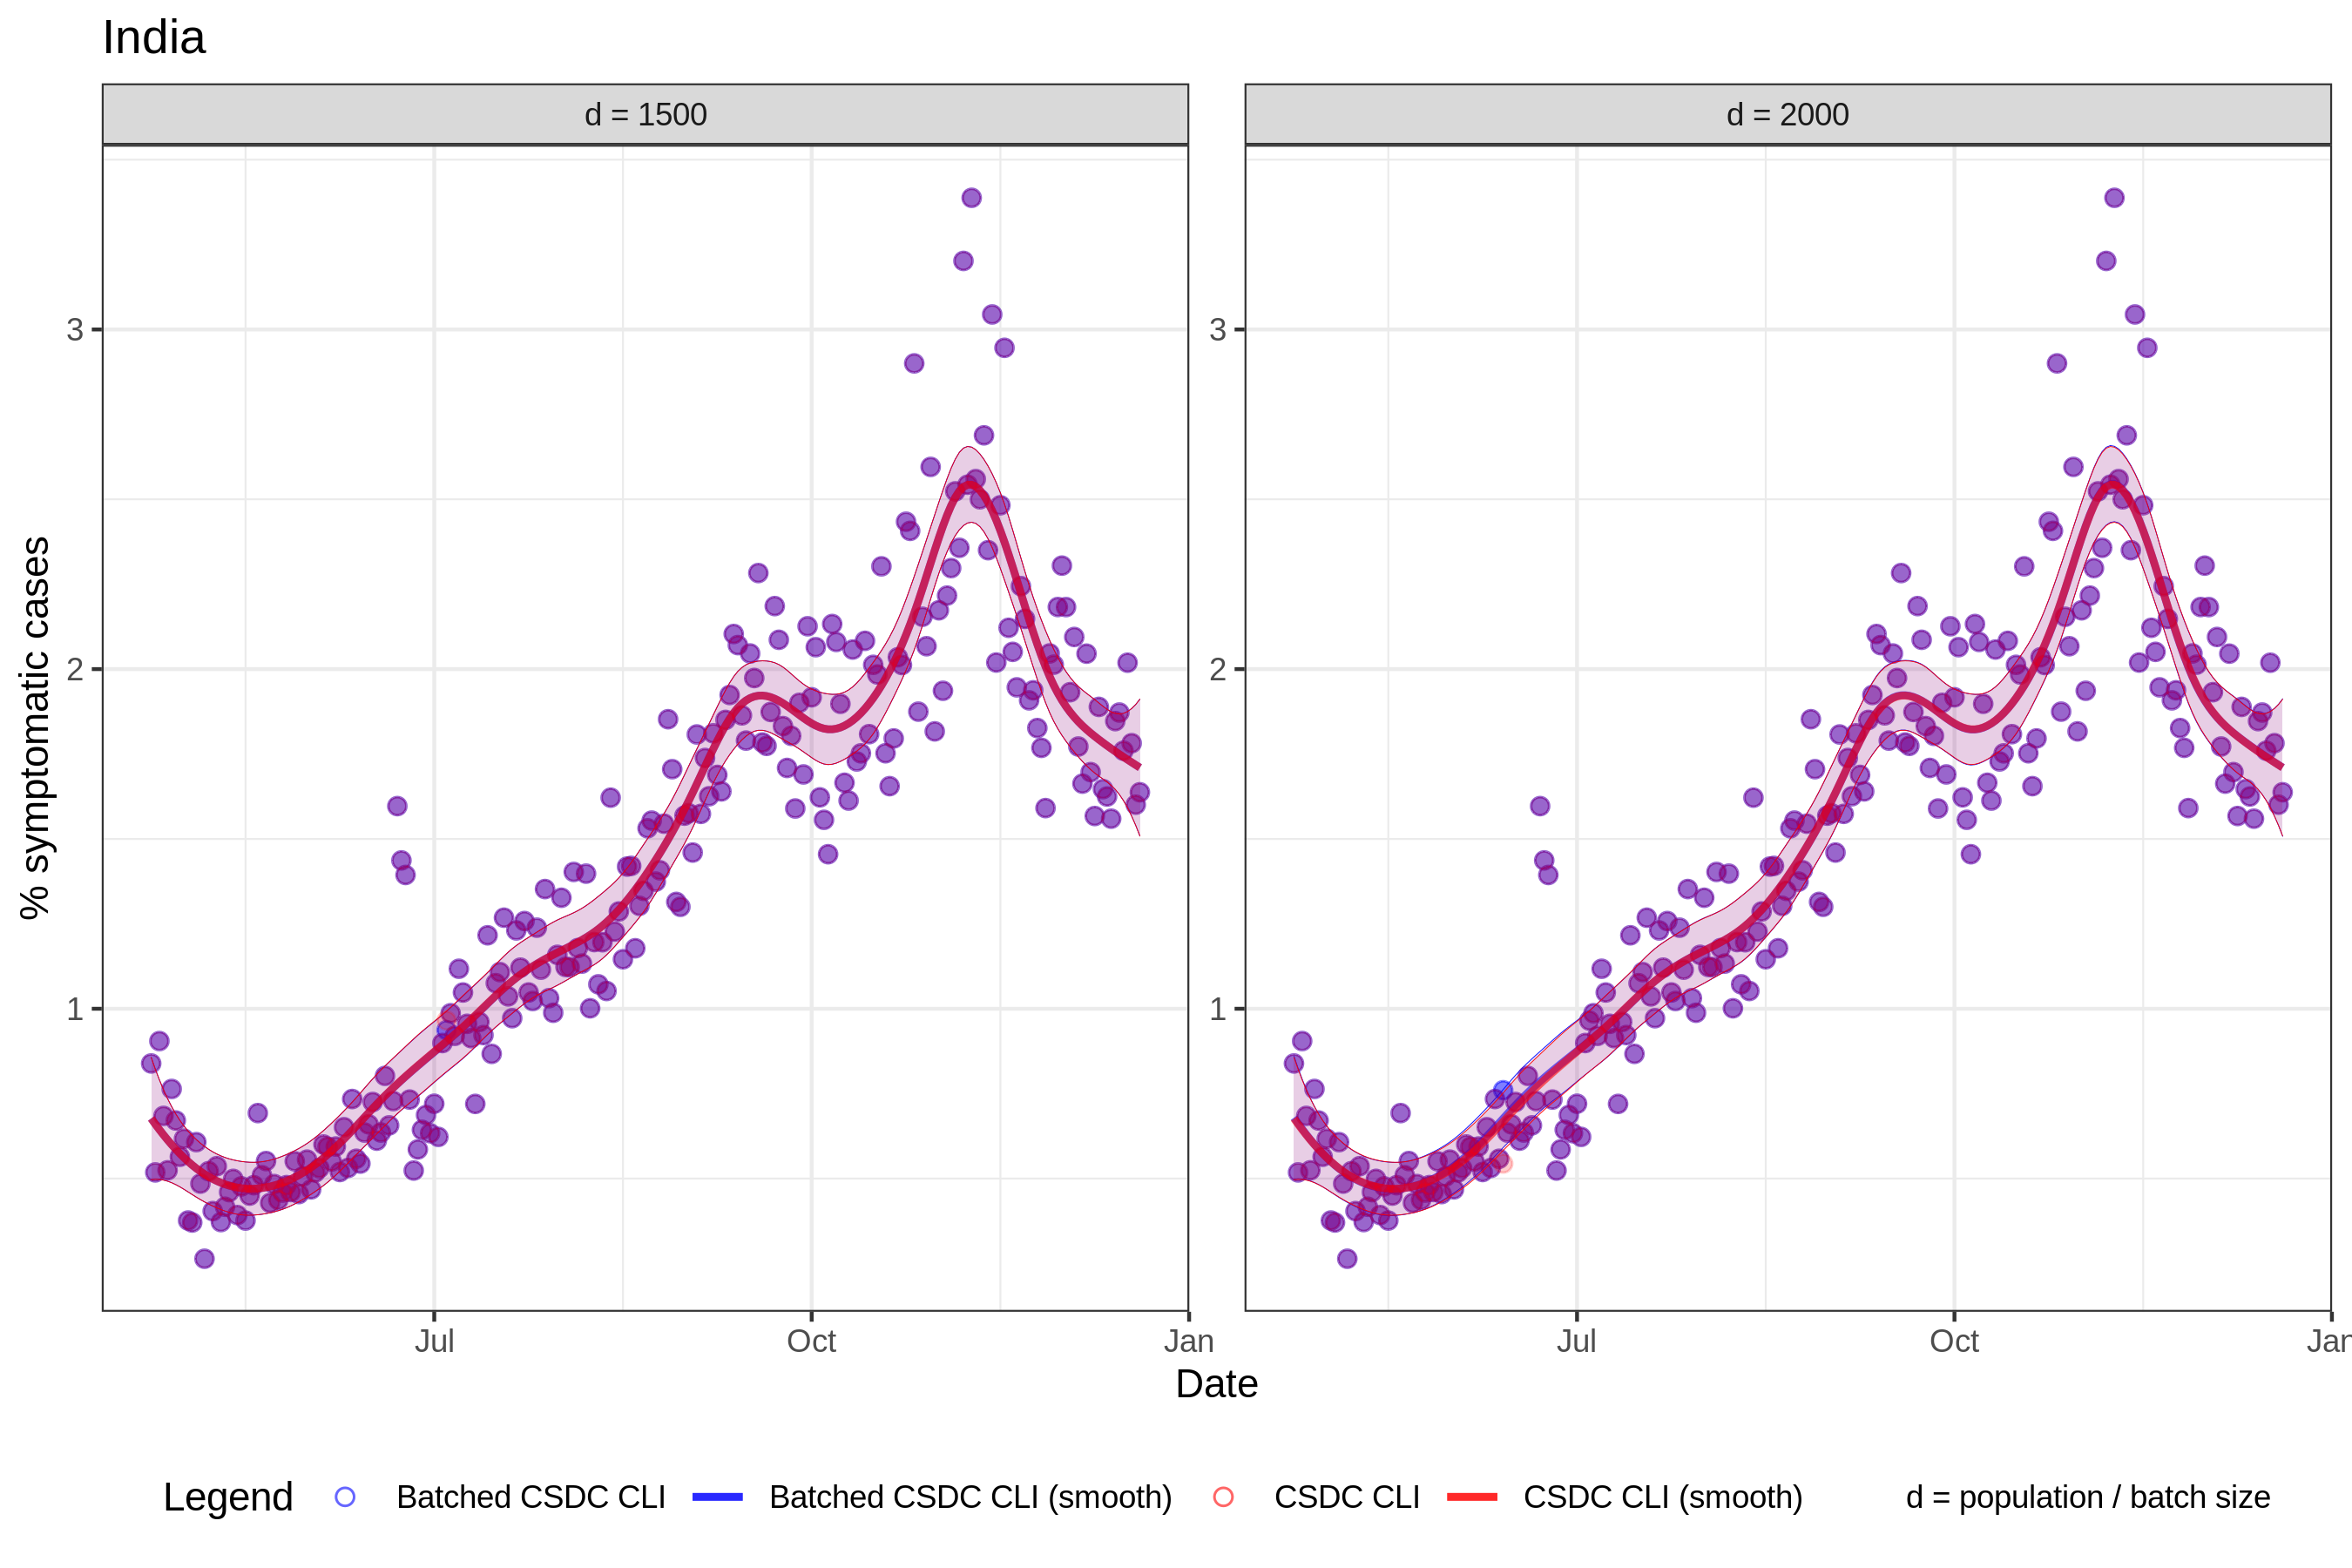 India
d = 1500
d = 2000
% symptomatic cases
3
2
1
3
2
1
Jul
Oct
Jan
Jul
Oct
Jan
Date
Legend
Batched CSDC CLI
Batched CSDC CLI (smooth)
CSDC CLI
CSDC CLI (smooth)
d = population / batch size